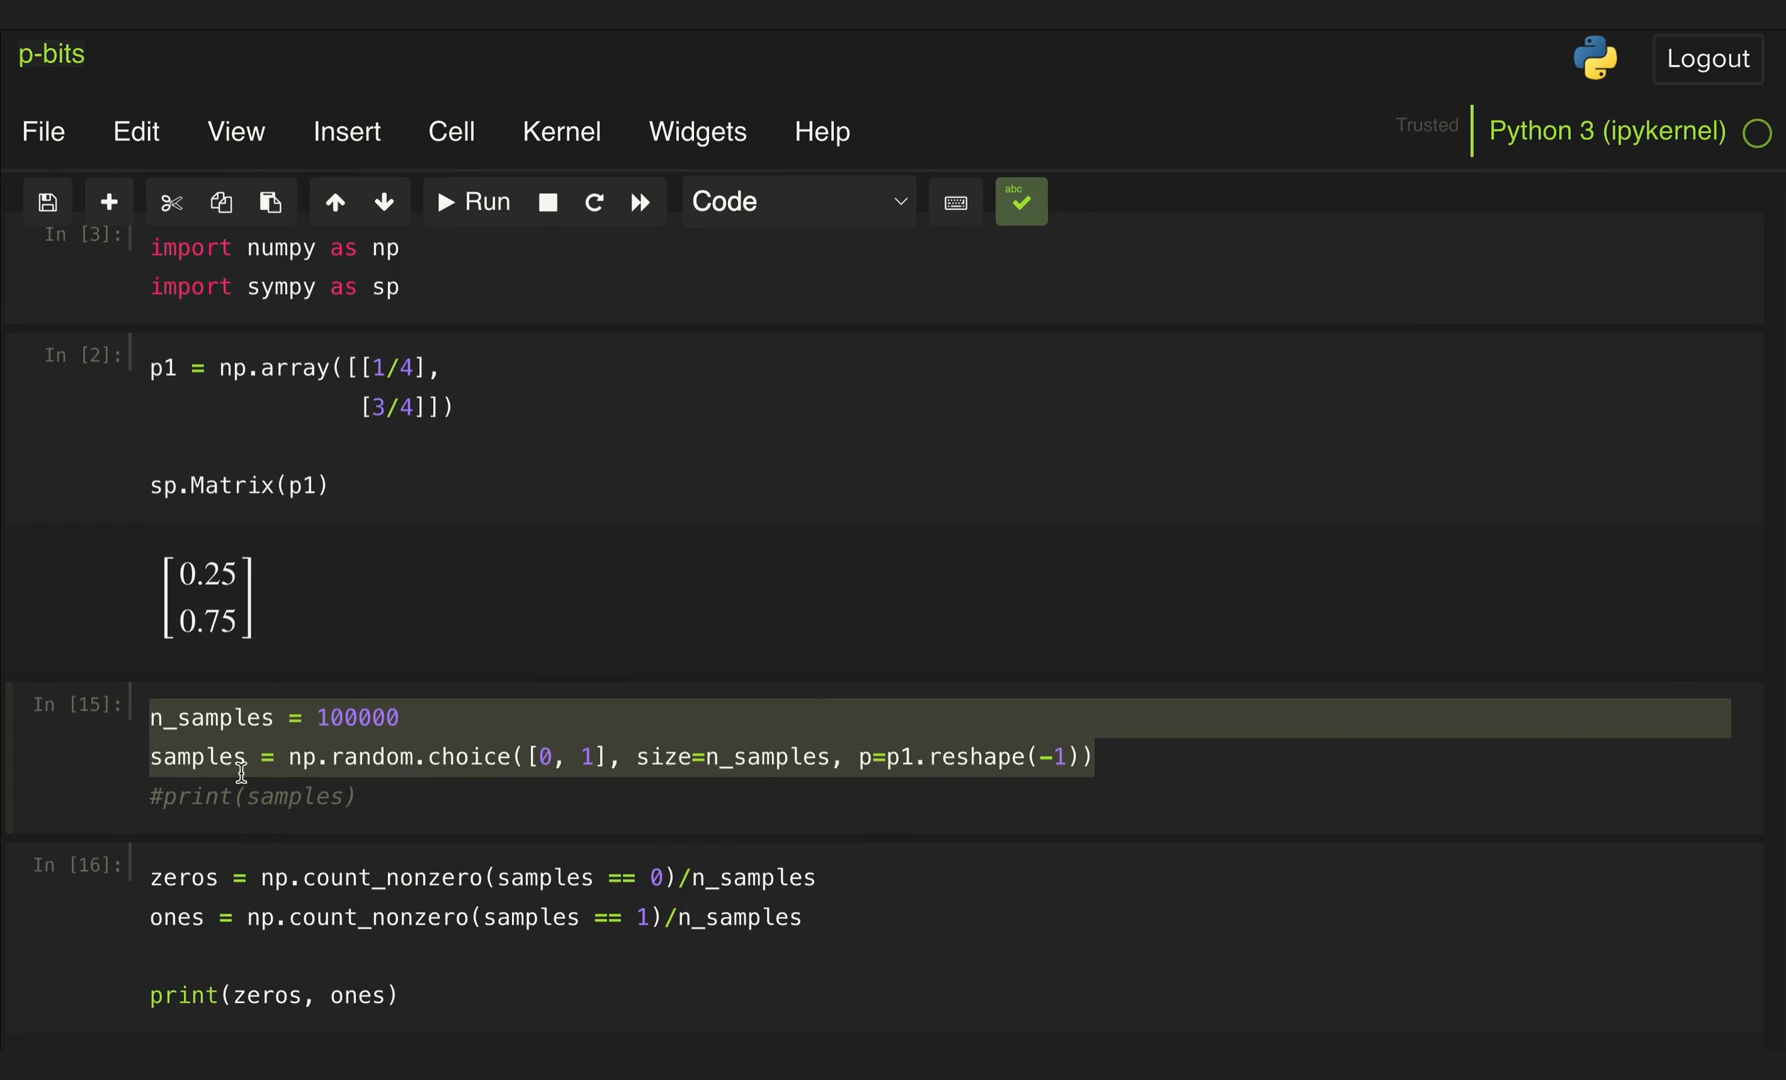 p-bits
Logout
File Edit View Insert Cell Kernel Widgets Help
Trusted
Python 3 (ipykernel)
Run
Code
abc
In [3]:
import numpy as np
import sympy as sp
In [2]:
p1 = np.array([[1/4],
[3/4]])
sp.Matrix(p1)
0.25
0.75
In [15]:
n_samples = 100000
samples = np.random.choice([0, 1], size=n_samples, p=p1.reshape(-1))
#print(samples)
In [16]:
zeros = np.count_nonzero(samples == 0)/n_samples
ones = np.count_nonzero(samples == 1)/n_samples
print(zeros, ones)